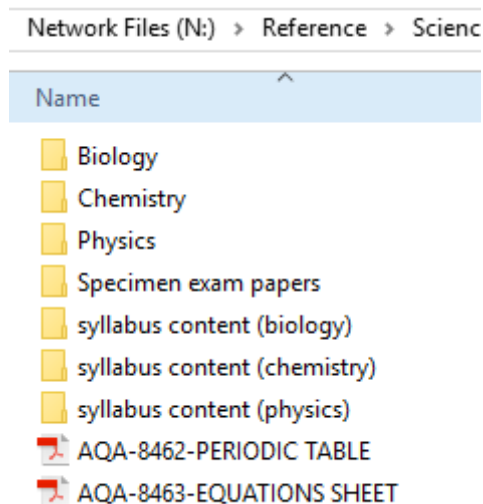 Network Files (N:) > Reference > Scienc
Name
Biology
Chemistry
Physics
Specimen exam papers
syllabus content (biology)
syllabus content (chemistry)
syllabus content (physics)
AQA-8462-PERIODIC TABLE
AQA-8463-EQUATIONS SHEET